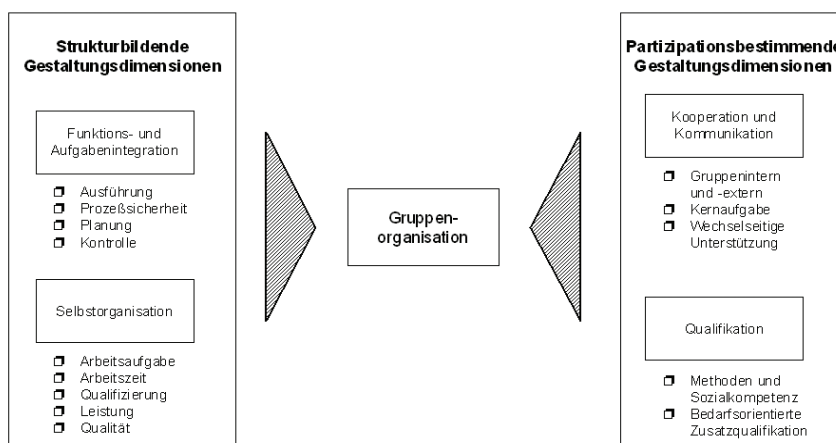 Strukturbildende
Gestaltungsdimensionen
Funktions- und
Aufgabenintegration
Ausführung
Prozeßsicherheit
Planung
Kontrolle
Selbstorganisation
Arbeitsaufgabe
Arbeitszeit
Qualifizierung
Leistung
Qualität
Gruppen-
organisation
Partizipationsbestimmende
Gestaltungsdimensionen
Kooperation und
Kommunikation
Gruppenintern
und -extern
Kernaufgabe
Wechselseitige
Unterstützung
Qualifikation
Methoden und
Sozialkompetenz
Bedarfsorientierte
Zusatzqualifikation